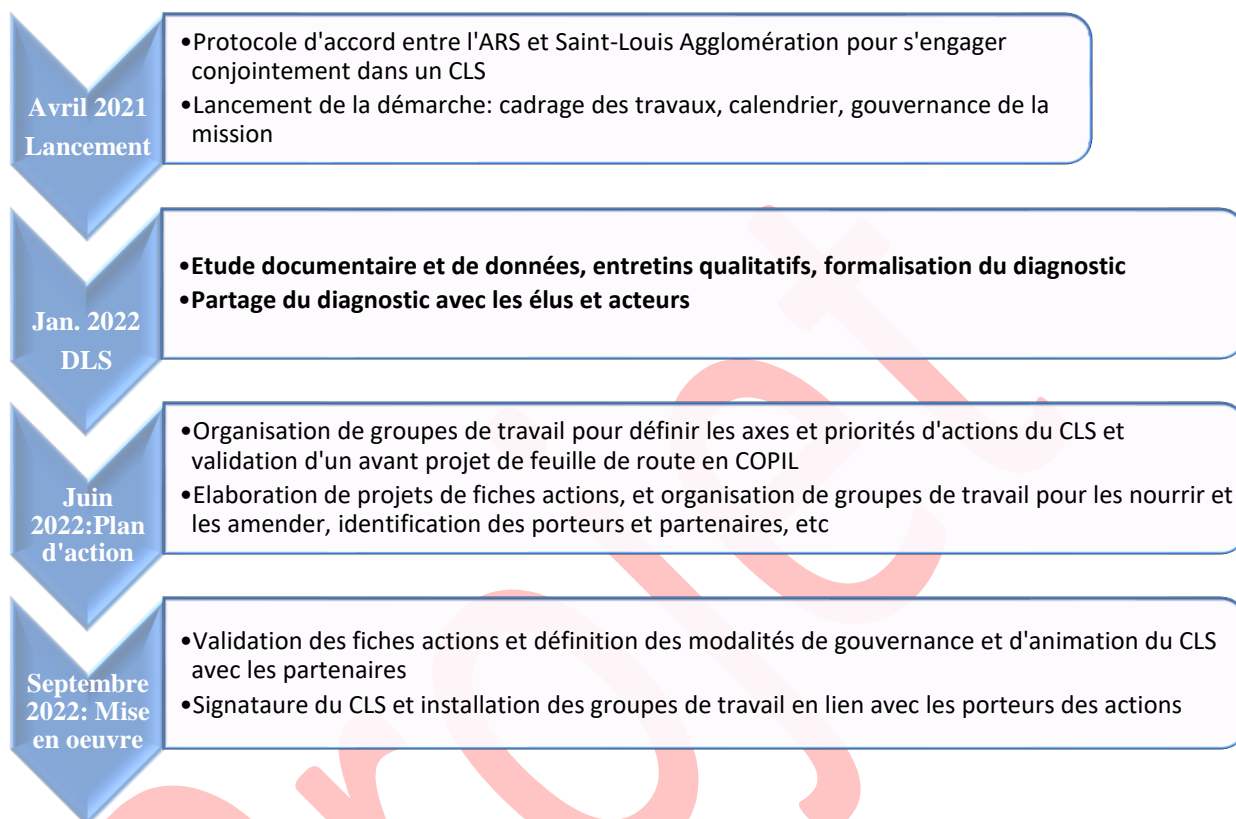 Avril 2021
Lancement
•Protocole d'accord entre l'ARS et Saint-Louis Agglomération pour s'engager
conjointement dans un CLS
•Lancement de la démarche: cadrage des travaux, calendrier, gouvernance de la
mission
Jan. 2022
DLS
•Etude documentaire et de données, entretins qualitatifs, formalisation du diagnostic
•Partage du diagnostic avec les élus et acteurs
Juin
2022:Plan
d'action
•Organisation de groupes de travail pour définir les axes et priorités d'actions du CLS et
validation d'un avant projet de feuille de route en COPIL
•Elaboration de projets de fiches actions, et organisation de groupes de travail pour les nourrir et
les amender, identification des porteurs et partenaires, etc
Septembre
2022: Mise
en oeuvre
•Validation des fiches actions et définition des modalités de gouvernance et d'animation du CLS
avec les partenaires
•Signataure du CLS et installation des groupes de travail en lien avec les porteurs des actions
Projet